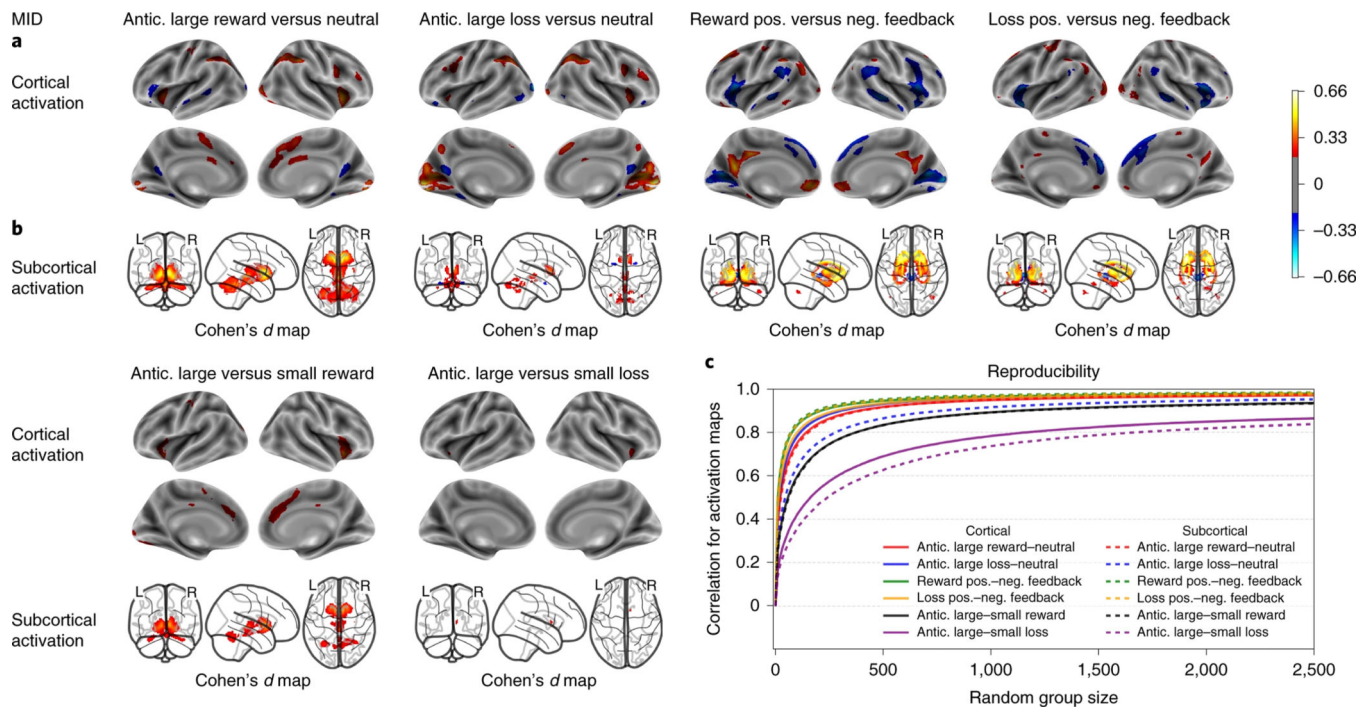 MID
Antic. large reward versus neutral
Antic. large loss versus neutral
Reward pos. versus neg. feedback
Loss pos. versus neg. feedback
a
Cortical
activation
0.66
0.33
0
−0.33
−0.66
b
Subcortical
activation
L R
L R
L R
L R
L R
L R
L R
L R
Cohen's d map
Cohen's d map
Cohen's d map
Cohen's d map
Antic. large versus small reward
Antic. large versus small loss
Cortical
activation
Subcortical
activation
L R
L R
L R
L R
Cohen's d map
Cohen's d map
c
Reproducibility
Correlation for activation maps
1.0
0.8
0.6
0.4
0.2
0
Cortical
Antic. large reward–neutral
Antic. large loss–neutral
Reward pos.–neg. feedback
Loss pos.–neg. feedback
Antic. large–small reward
Antic. large–small loss
Subcortical
Antic. large reward–neutral
Antic. large loss–neutral
Reward pos.–neg. feedback
Loss pos.–neg. feedback
Antic. large–small reward
Antic. large–small loss
0
500
1,000
1,500
2,000
2,500
Random group size